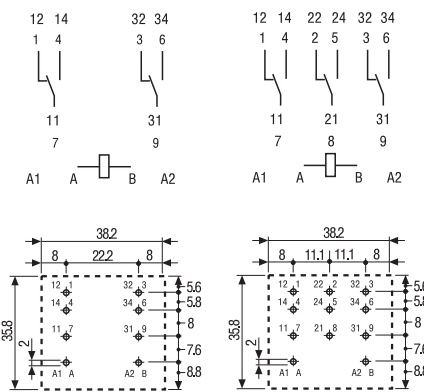 12 14 32 34
1 4 3 6
11 31
7 9
A1 A B A2
12 14 22 24 32 34
1 4 2 5 3 6
11 21 31
7 8 9
A1 A B A2
38.2
8 22.2 8
35.8
2
12 1 32 3
14 4 34 6
11 7 31 9
A1 A A2 B
5.6
5.8
8
7.6
8.8
38.2
8 11.1 11.1 8
35.8
2
12 1 22 2 32 3
14 4 24 5 34 6
11 7 21 8 31 9
A1 A A2 B
5.6
5.8
8
7.6
8.8